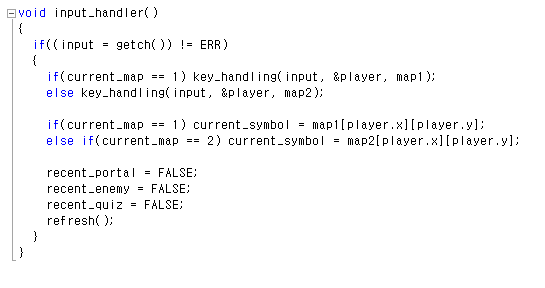 void input_handler()
{
if((input = getch()) != ERR)
{
if(current_map == 1) key_handling(input, &player, map1);
else key_handling(input, &player, map2);
if(current_map == 1) current_symbol = map1[player.x][player.y];
else if(current_map == 2) current_symbol = map2[player.x][player.y];
recent_portal = FALSE;
recent_enemy = FALSE;
recent_quiz = FALSE;
refresh();
}
}